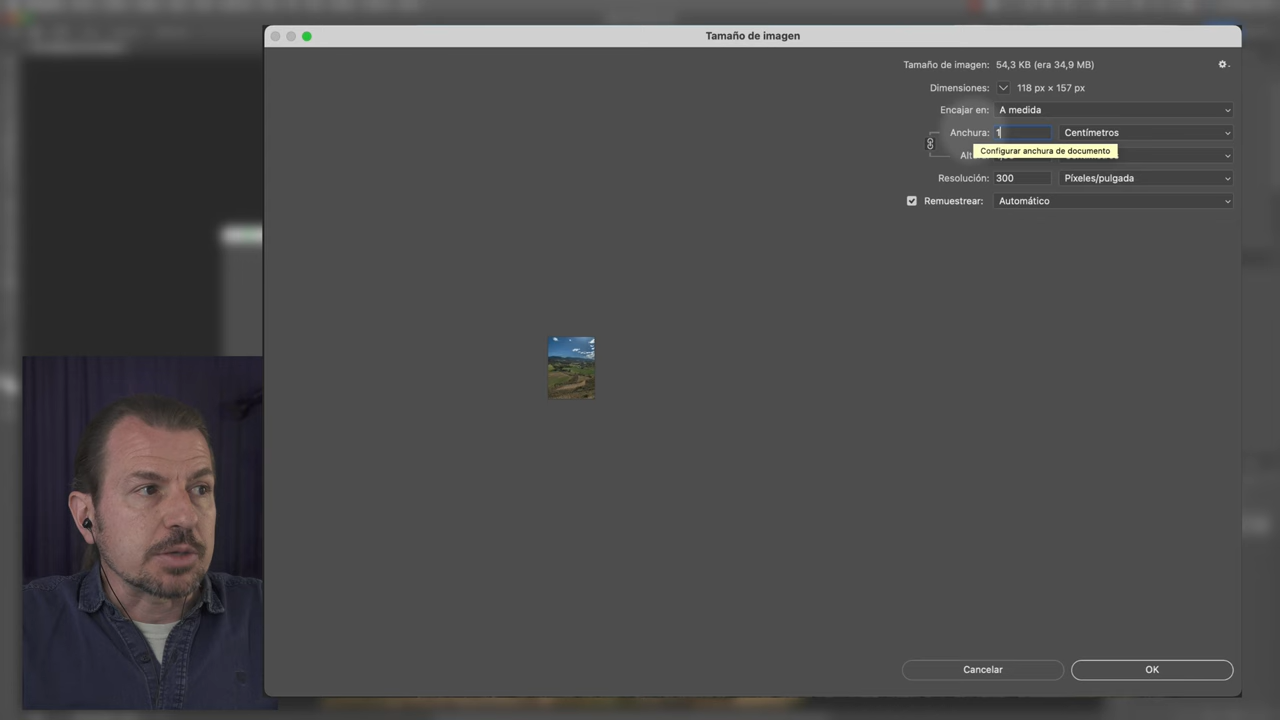 Tamaño de imagen
Tamaño de imagen: 54,3 KB (era 34,9 MB)
Dimensiones: 118 px × 157 px
Encajar en: A medida
Anchura: 1 Centímetros
Configurar anchura de documento
Resolución: 300 Píxeles/pulgada
Remuestrear: Automático
Cancelar OK